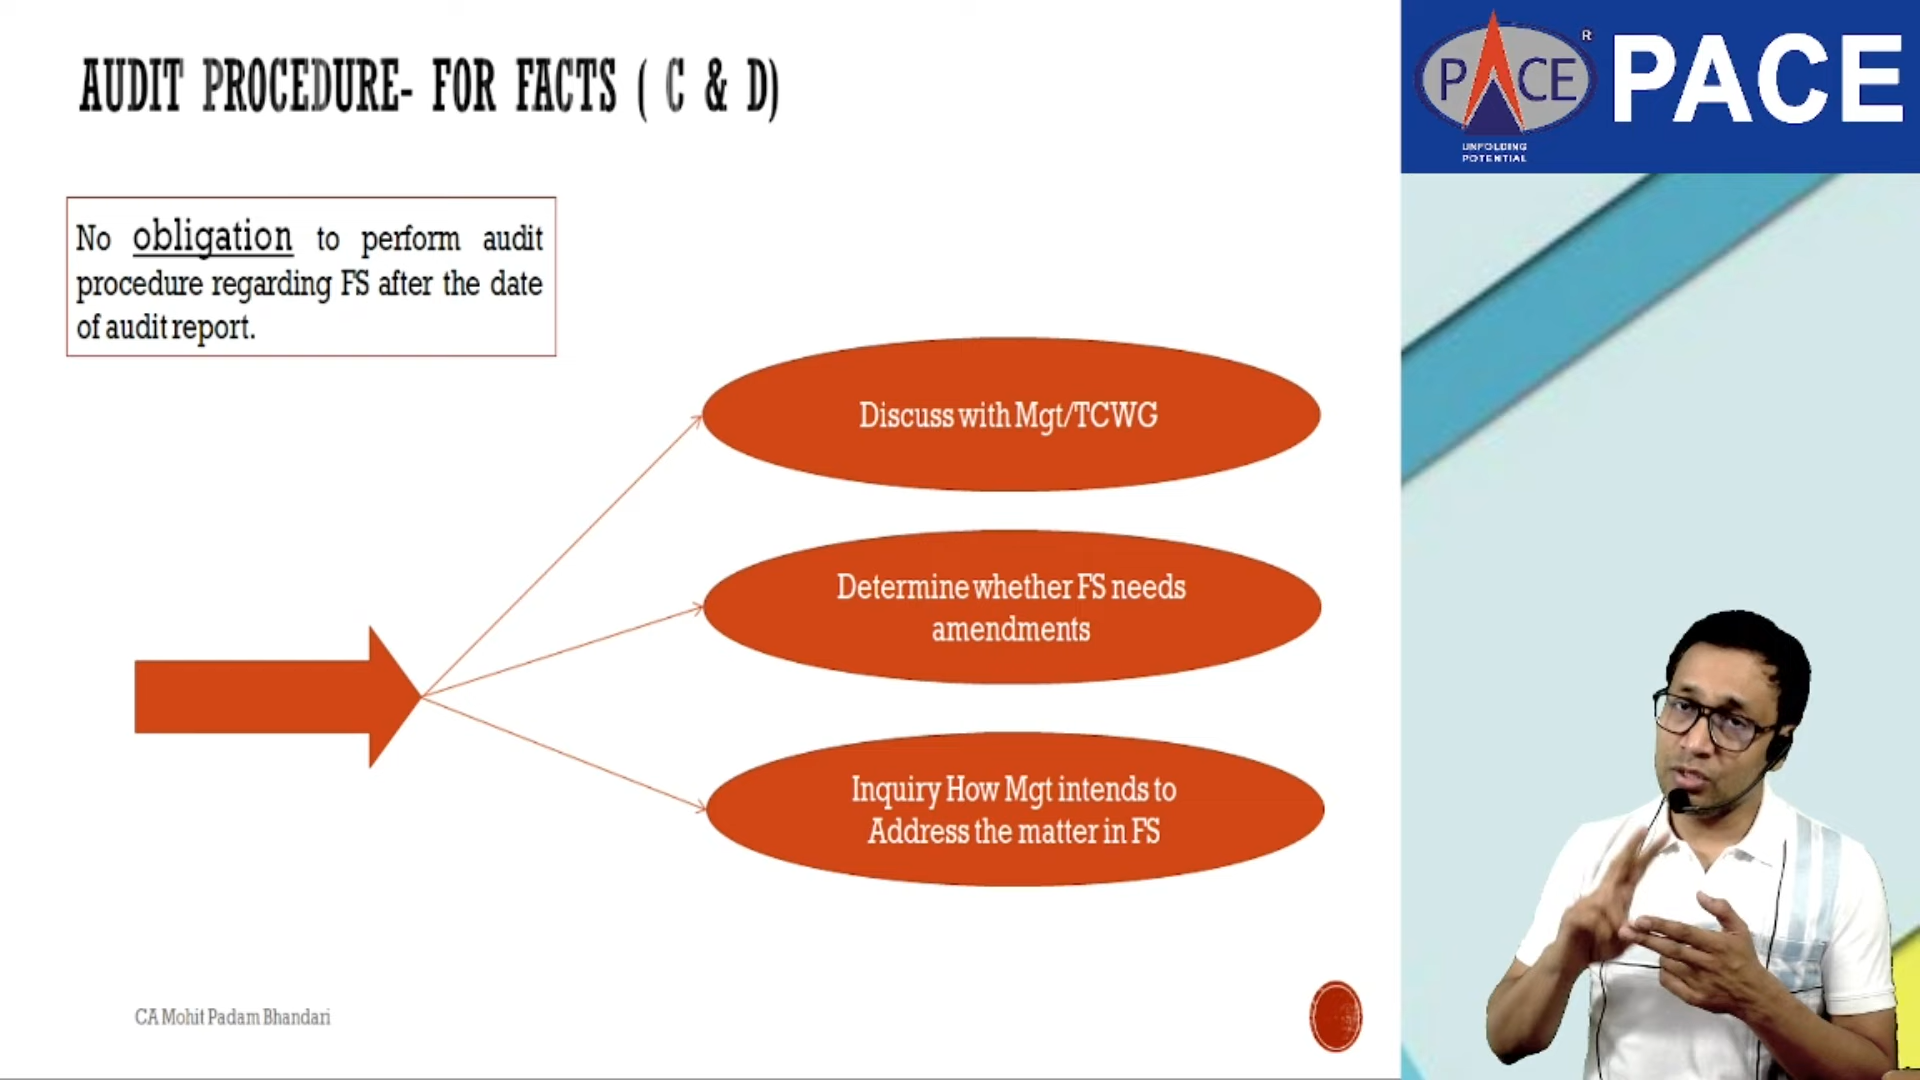 AUDIT PROCEDURE- FOR FACTS ( C & D)
No obligation to perform audit
procedure regarding FS after the date
of audit report.
Discuss with Mgt/TCWG
Determine whether FS needs
amendments
Inquiry How Mgt intends to
Address the matter in FS
CA Mohit Padam Bhandari
PACE
R
UNFOLDING
POTENTIAL
PACE